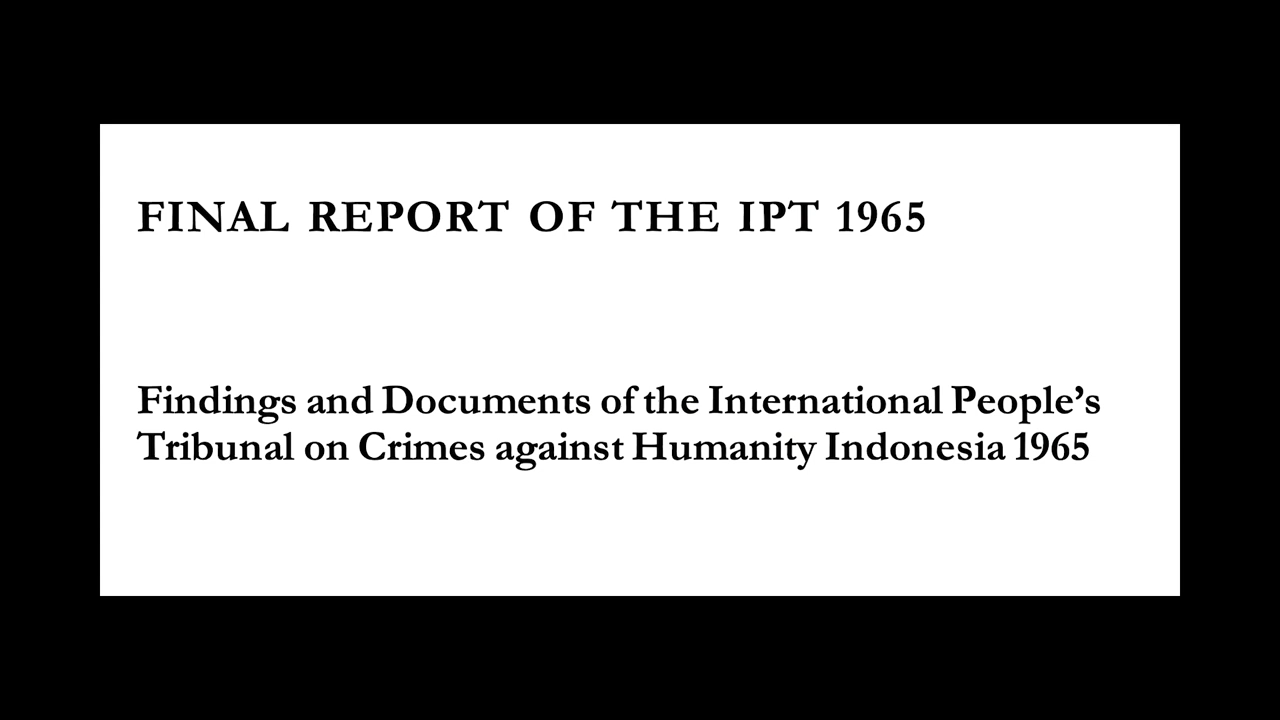 FINAL REPORT OF THE IPT 1965
Findings and Documents of the International People’s
Tribunal on Crimes against Humanity Indonesia 1965